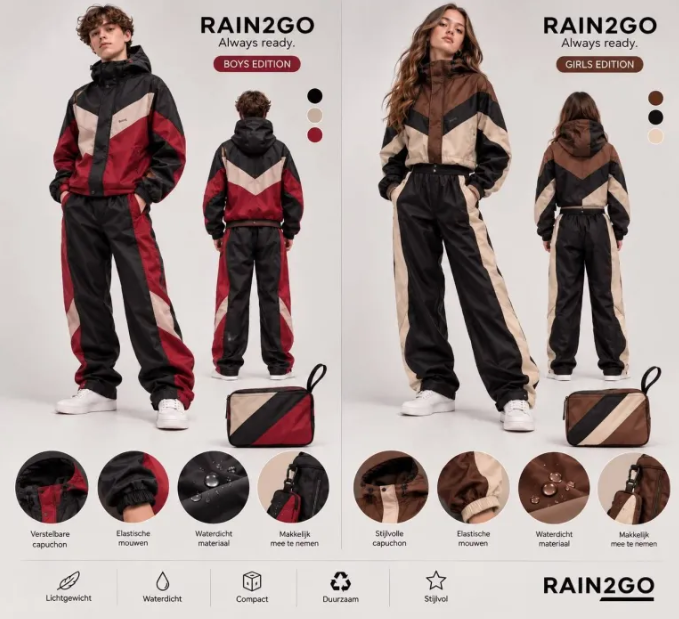 RAIN2GO
Always ready.
BOYS EDITION
RAIN2GO
Always ready.
GIRLS EDITION
Verstelbare
capuchon
Elastische
mouwen
Waterdicht
materiaal
Makkelijk
mee te nemen
Stijlvolle
capuchon
Elastische
mouwen
Waterdicht
materiaal
Makkelijk
mee te nemen
Lichtgewicht
Waterdicht
Compact
Duurzaam
Stijlvol
RAIN2GO